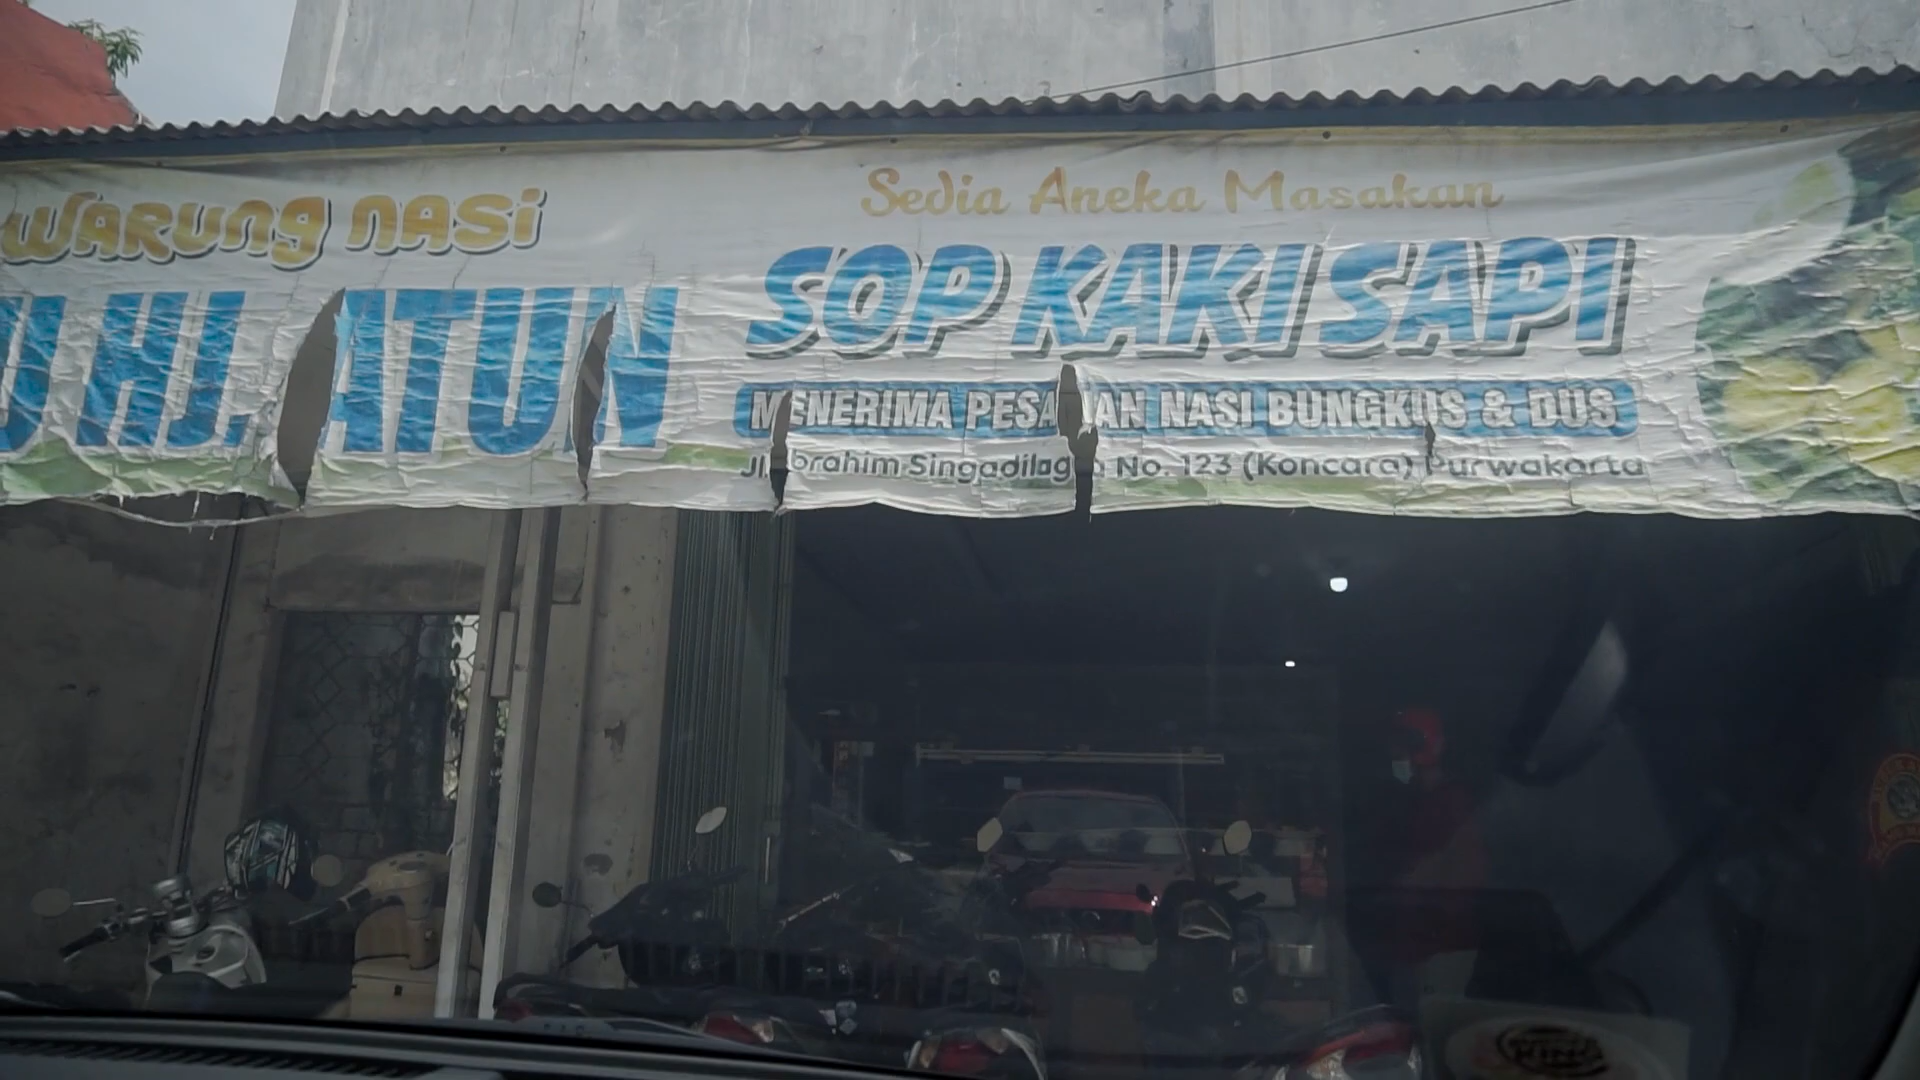 WARUNG NASI
HJ. ATUN
Sedia Aneka Masakan
SOP KAKI SAPI
MENERIMA PESANAN NASI BUNGKUS & DUS
Jl. Ibrahim Singadilaga No. 123 (Koncara) Purwakarta